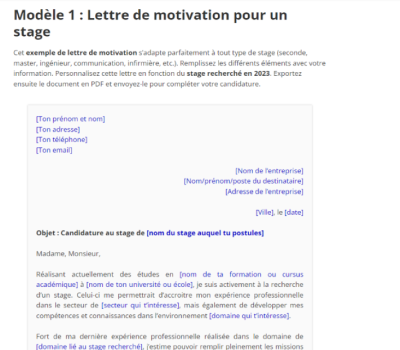 Modèle 1 : Lettre de motivation pour un
stage
Cet exemple de lettre de motivation s'adapte parfaitement à tout type de stage (seconde,
master, ingénieur, communication, infirmière, etc.). Remplissez les différents éléments avec votre
information. Personnalisez cette lettre en fonction du stage recherché en 2023. Exportez
ensuite le document en PDF et envoyez-le pour compléter votre candidature.
[Ton prénom et nom]
[Ton adresse]
[Ton téléphone]
[Ton email]
[Nom de l'entreprise]
[Nom/prénom/poste du destinataire]
[Adresse de l'entreprise]
[Ville], le [date]
Objet : Candidature au stage de [nom du stage auquel tu postules]
Madame, Monsieur,
Réalisant actuellement des études en [nom de ta formation ou cursus
académique] à [nom de ton université ou école], je suis activement à la recherche
d'un stage. Celui-ci me permettrait d'accroitre mon expérience professionnelle
dans le secteur de [secteur qui t'intéresse], mais également de développer mes
compétences et connaissances dans l'environnement [domaine qui t'intéresse].
Fort de ma dernière expérience professionnelle réalisée dans le domaine de
[domaine lié au stage recherché], j'estime pouvoir remplir pleinement les missions